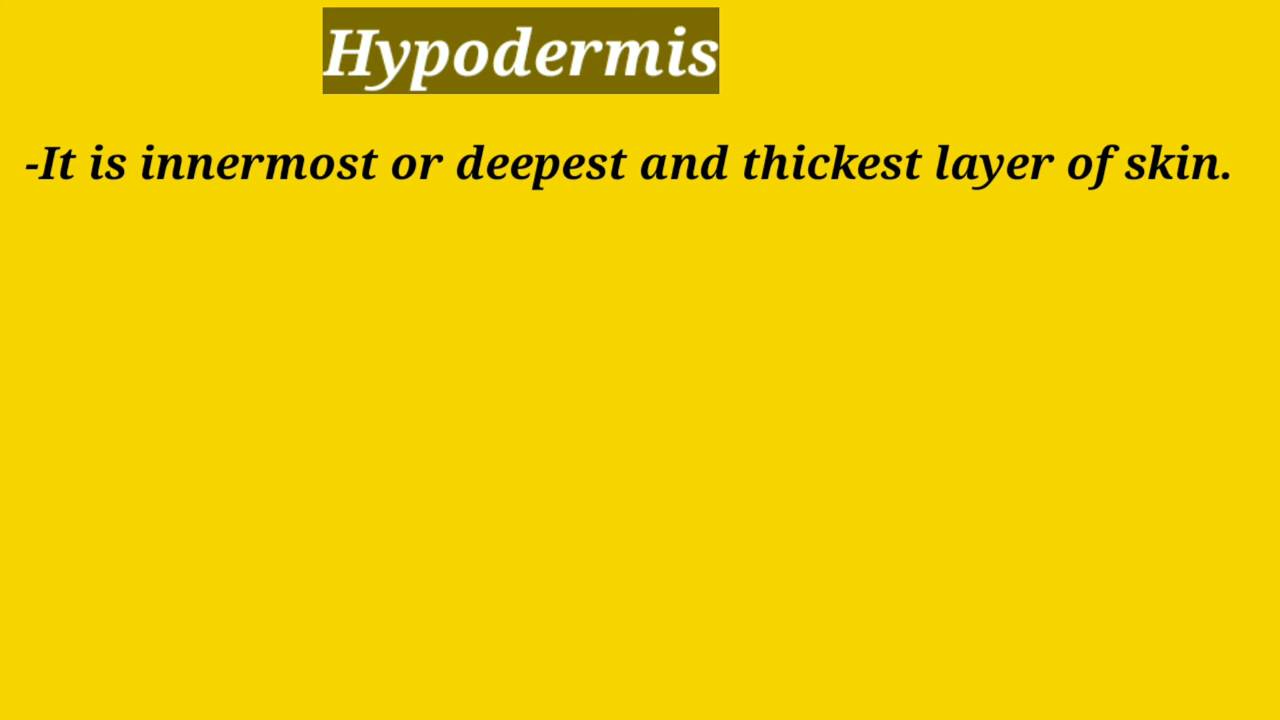 Hypodermis
-It is innermost or deepest and thickest layer of skin.